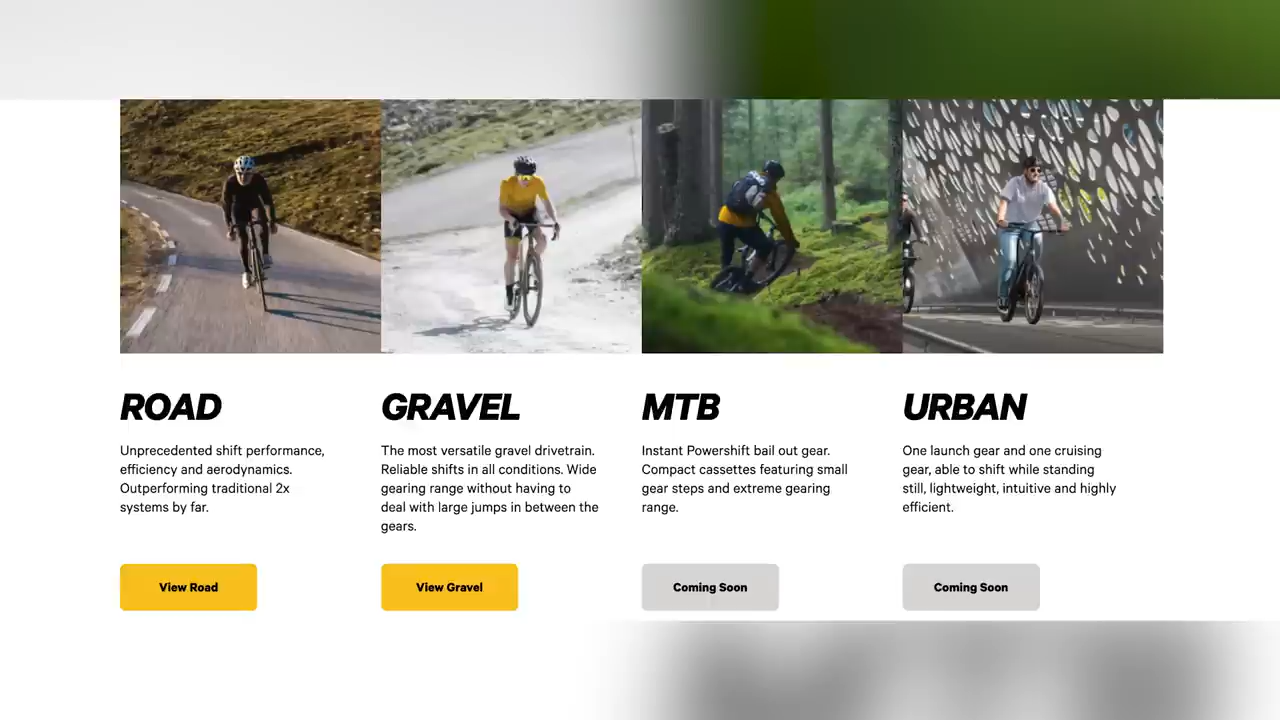 ROAD
Unprecedented shift performance,
efficiency and aerodynamics.
Outperforming traditional 2x
systems by far.
View Road
GRAVEL
The most versatile gravel drivetrain.
Reliable shifts in all conditions. Wide
gearing range without having to
deal with large jumps in between the
gears.
View Gravel
MTB
Instant Powershift bail out gear.
Compact cassettes featuring small
gear steps and extreme gearing
range.
Coming Soon
URBAN
One launch gear and one cruising
gear, able to shift while standing
still, lightweight, intuitive and highly
efficient.
Coming Soon